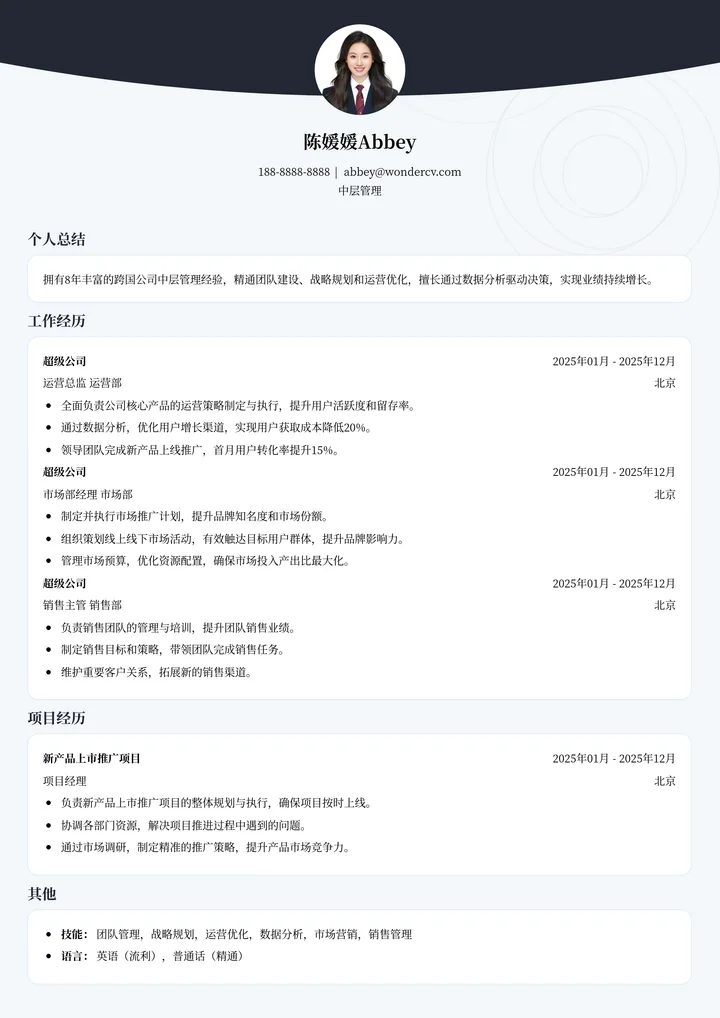 陈媛媛Abbey
188-8888-8888 | abbey@wondercv.com
中层管理
个人总结
拥有8年丰富的跨国公司中层管理经验，精通团队建设、战略规划和运营优化，擅长通过数据分析驱动决策，实现业绩持续增长。
工作经历
超级公司 2025年01月 - 2025年12月
运营总监 运营部 北京
• 全面负责公司核心产品的运营策略制定与执行，提升用户活跃度和留存率。
• 通过数据分析，优化用户增长渠道，实现用户获取成本降低20%。
• 领导团队完成新产品上线推广，首月用户转化率提升15%。
超级公司 2025年01月 - 2025年12月
市场部经理 市场部 北京
• 制定并执行市场推广计划，提升品牌知名度和市场份额。
• 组织策划线上线下市场活动，有效触达目标用户群体，提升品牌影响力。
• 管理市场预算，优化资源配置，确保市场投入产出比最大化。
超级公司 2025年01月 - 2025年12月
销售主管 销售部 北京
• 负责销售团队的管理与培训，提升团队销售业绩。
• 制定销售目标和策略，带领团队完成销售任务。
• 维护重要客户关系，拓展新的销售渠道。
项目经历
新产品上市推广项目 2025年01月 - 2025年12月
项目经理 北京
• 负责新产品上市推广项目的整体规划与执行，确保项目按时上线。
• 协调各部门资源，解决项目推进过程中遇到的问题。
• 通过市场调研，制定精准的推广策略，提升产品市场竞争力。
其他
• 技能： 团队管理，战略规划，运营优化，数据分析，市场营销，销售管理
• 语言： 英语（流利），普通话（精通）